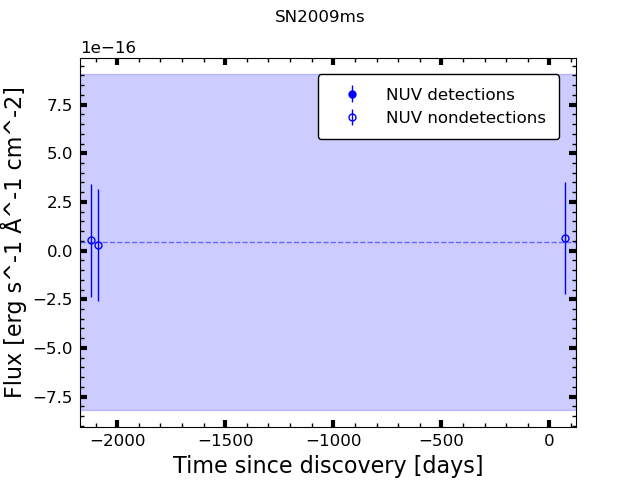 SN2009ms
1e−16
NUV detections
NUV nondetections
7.5
5.0
2.5
0.0
−2.5
−5.0
−7.5
Flux [erg s^-1 Å^-1 cm^-2]
−2000 −1500 −1000 −500 0
Time since discovery [days]